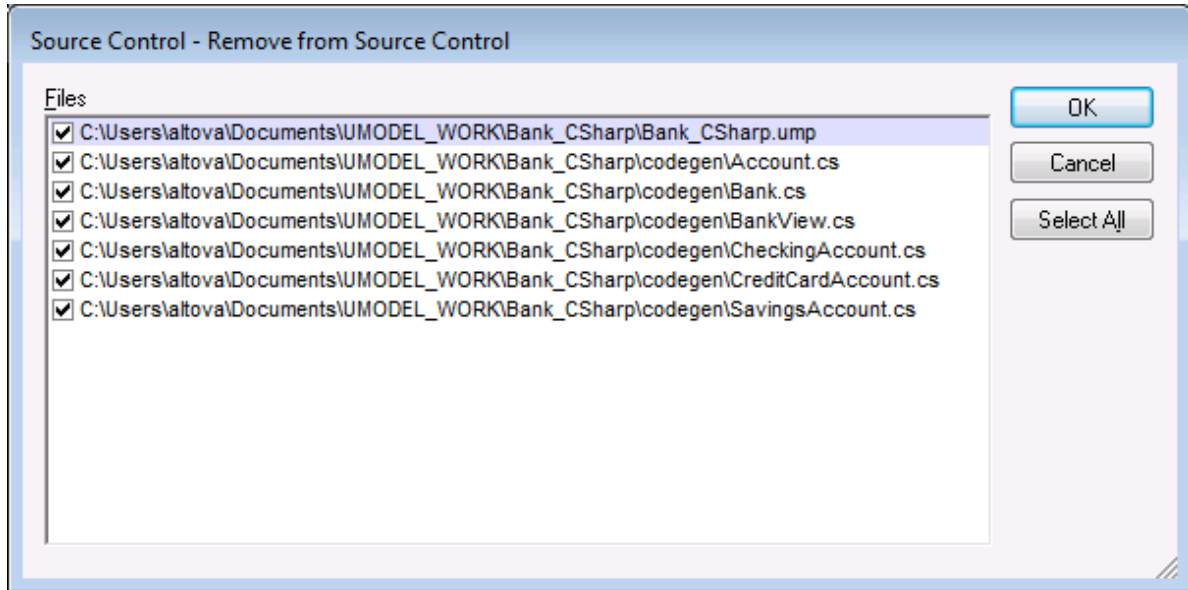 Source Control - Remove from Source Control
Files
C:\Users\altova\Documents\UMODEL_WORK\Bank_CSharp\Bank_CSharp.ump
C:\Users\altova\Documents\UMODEL_WORK\Bank_CSharp\codegen\Account.cs
C:\Users\altova\Documents\UMODEL_WORK\Bank_CSharp\codegen\Bank.cs
C:\Users\altova\Documents\UMODEL_WORK\Bank_CSharp\codegen\BankView.cs
C:\Users\altova\Documents\UMODEL_WORK\Bank_CSharp\codegen\CheckingAccount.cs
C:\Users\altova\Documents\UMODEL_WORK\Bank_CSharp\codegen\CreditCardAccount.cs
C:\Users\altova\Documents\UMODEL_WORK\Bank_CSharp\codegen\SavingsAccount.cs
OK
Cancel
Select All